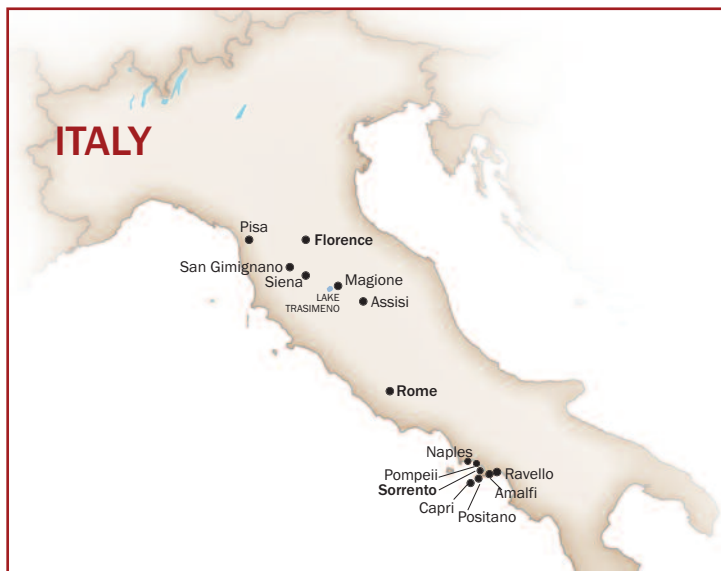 ITALY
Pisa
Florence
San Gimignano
Siena
Magione
LAKE
TRASIMENO
Assisi
Rome
Naples
Pompeii
Ravello
Sorrento
Amalfi
Capri
Positano